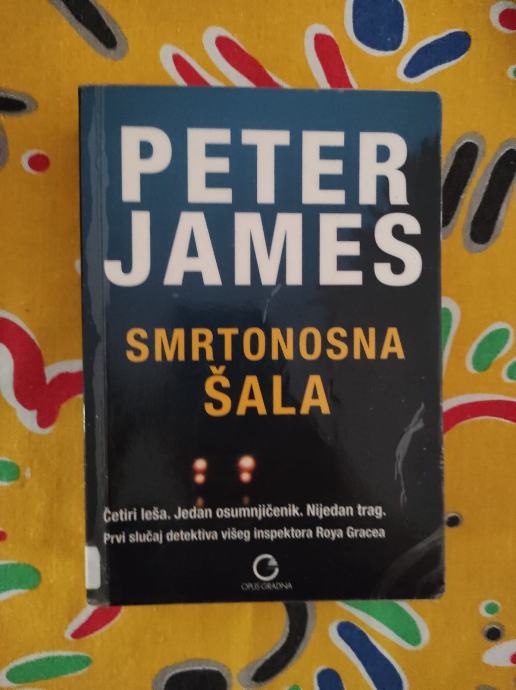 PETER
JAMES
SMRTONOSNA
ŠALA
Četiri leša. Jedan osumnjičenik. Nijedan trag.
Prvi slučaj detektiva višeg inspektora Roya Gracea
OPUS GRADNA